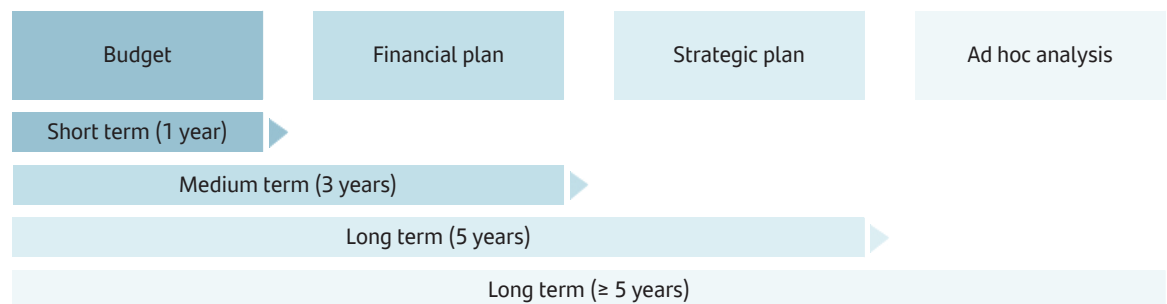 Budget
Financial plan
Strategic plan
Ad hoc analysis
Short term (1 year)
Medium term (3 years)
Long term (5 years)
Long term (≥ 5 years)